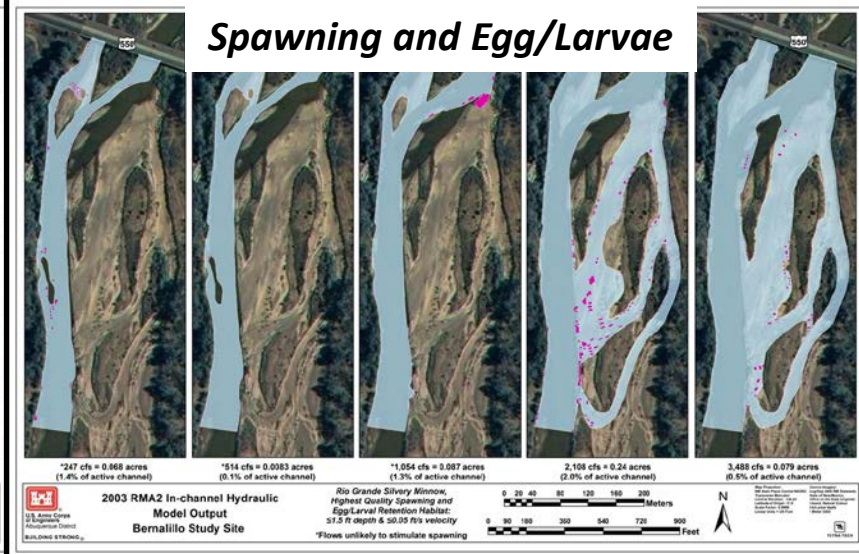 Spawning and Egg/Larvae
550
550
*247 cfs = 0.068 acres
(1.4% of active channel)
*514 cfs = 0.0083 acres
(0.1% of active channel)
*1,054 cfs = 0.087 acres
(1.3% of active channel)
2,108 cfs = 0.24 acres
(2.0% of active channel)
3,488 cfs = 0.079 acres
(0.5% of active channel)
U.S. Army Corps
of Engineers
Albuquerque District
BUILDING STRONG
2003 RMA2 In-channel Hydraulic
Model Output
Bernalillo Study Site
Rio Grande Silvery Minnow,
Highest Quality Spawning and
Egg/Larval Retention Habitat:
≤1.5 ft depth & ≤0.05 ft/s velocity
*Flows unlikely to stimulate spawning
0 20 40 80 120 160 200
Meters
0 90 180 360 540 720 900
Feet
N
TETRA TECH